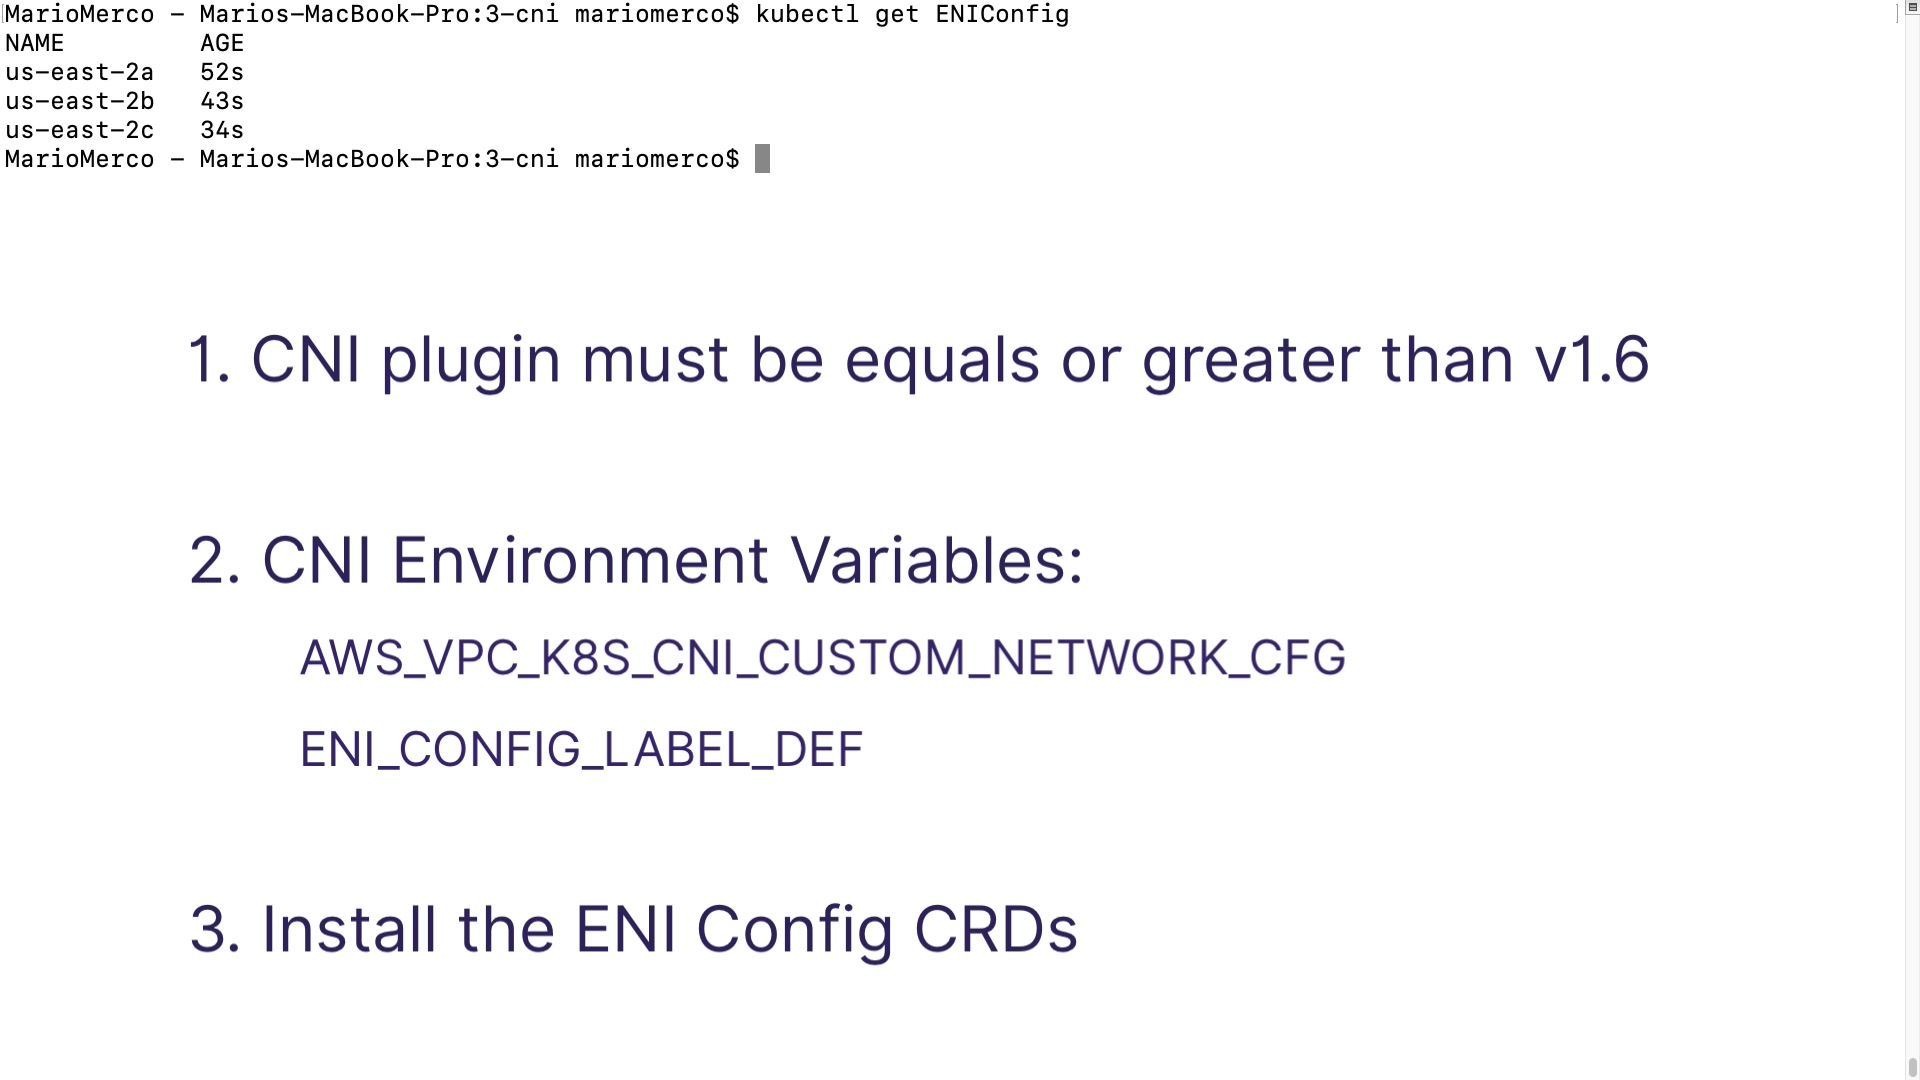 MarioMerco - Marios-MacBook-Pro:3-cni mariomerco$ kubectl get ENIConfig
NAME AGE
us-east-2a 52s
us-east-2b 43s
us-east-2c 34s
MarioMerco - Marios-MacBook-Pro:3-cni mariomerco$
1. CNI plugin must be equals or greater than v1.6
2. CNI Environment Variables:
AWS_VPC_K8S_CNI_CUSTOM_NETWORK_CFG
ENI_CONFIG_LABEL_DEF
3. Install the ENI Config CRDs